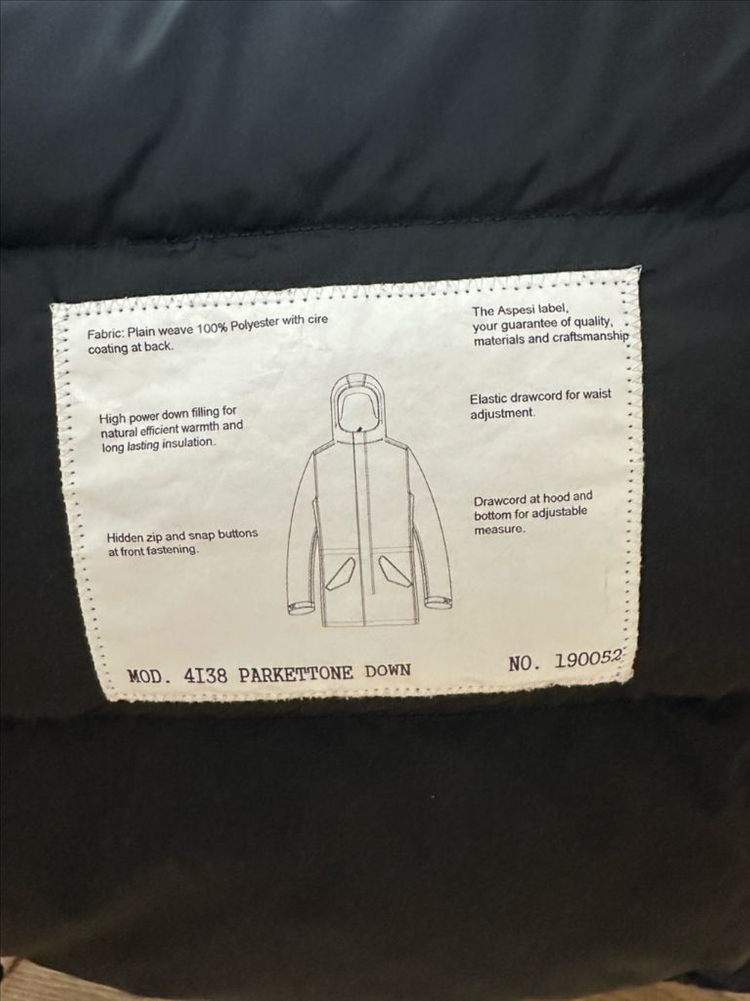 Fabric: Plain weave 100% Polyester with cire
coating at back.
The Aspesi label,
your guarantee of quality,
materials and craftsmanship
High power down filling for
natural efficient warmth and
long lasting insulation.
Elastic drawcord for waist
adjustment.
Hidden zip and snap buttons
at front fastening.
Drawcord at hood and
bottom for adjustable
measure.
MOD. 4I38 PARKETTONE DOWN
NO. 190052